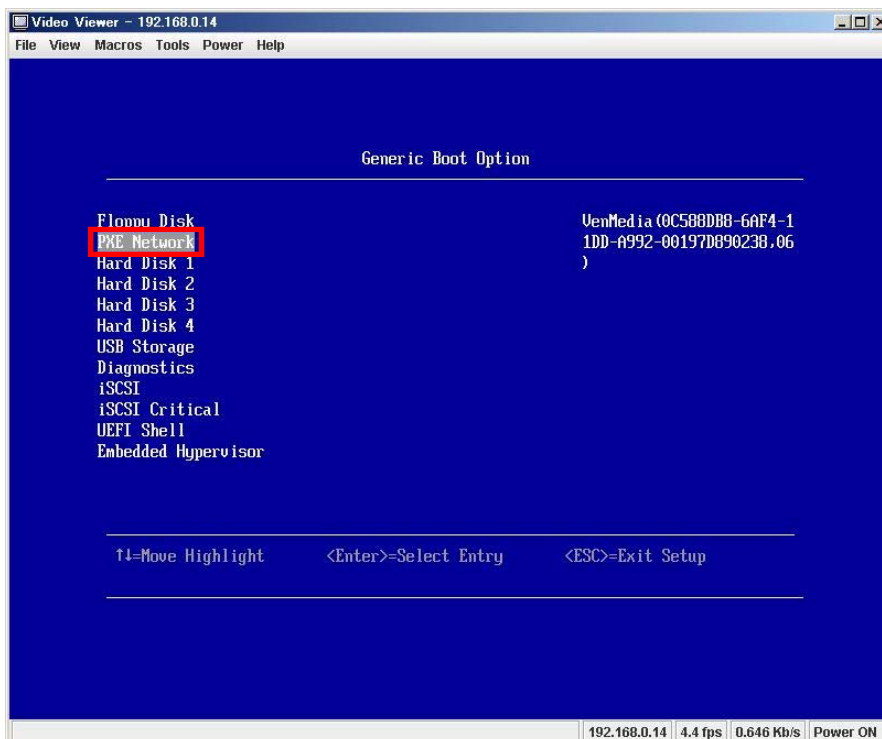 Video Viewer - 192.168.0.14
File View Macros Tools Power Help
Generic Boot Option
Floppy Disk
PXE Network
Hard Disk 1
Hard Disk 2
Hard Disk 3
Hard Disk 4
USB Storage
Diagnostics
iSCSI
iSCSI Critical
UEFI Shell
Embedded Hypervisor
VenMedia(0C588DB8-6AF4-1
1DD-A992-00197D890238,06
)
↑↓=Move Highlight <Enter>=Select Entry <ESC>=Exit Setup
192.168.0.14 4.4 fps 0.646 Kb/s Power ON